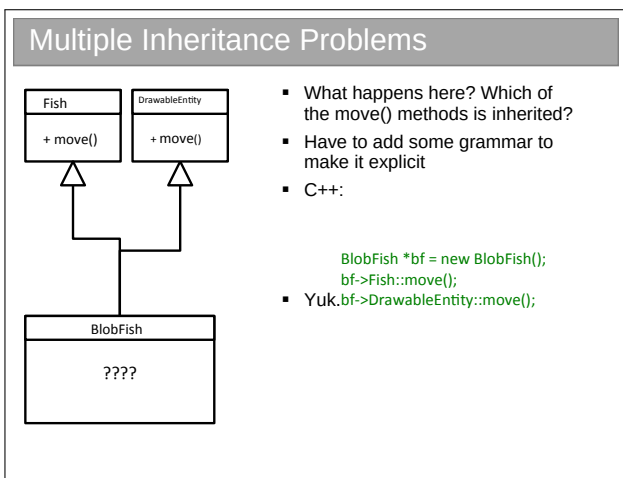 Multiple Inheritance Problems
Fish
+ move()
DrawableEntity
+ move()
BlobFish
????
▪ What happens here? Which of
the move() methods is inherited?
▪ Have to add some grammar to
make it explicit
▪ C++:
BlobFish *bf = new BlobFish();
bf->Fish::move();
▪ Yuk.bf->DrawableEntity::move();